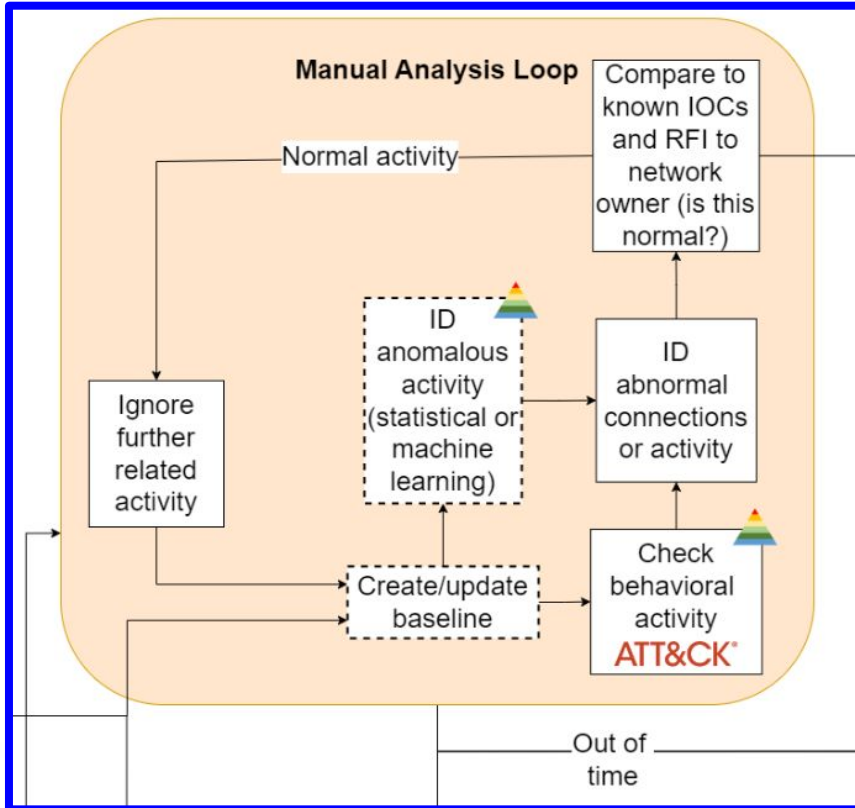 Manual Analysis Loop
Compare to
known IOCs
and RFI to
network
owner (is this
normal?)
Normal activity
ID
anomalous
activity
(statistical or
machine
learning)
ID
abnormal
connections
or activity
Ignore
further
related
activity
Create/update
baseline
Check
behavioral
activity
ATT&CK®
Out of
time